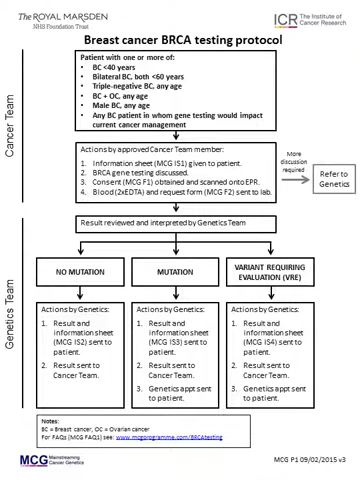 The ROYAL MARSDEN
NHS Foundation Trust
ICR The Institute of
Cancer Research
Breast cancer BRCA testing protocol
Cancer Team
Patient with one or more of:
• BC <40 years
• Bilateral BC, both <60 years
• Triple-negative BC, any age
• BC + OC, any age
• Male BC, any age
• Any BC patient in whom gene testing would impact
current cancer management
Actions by approved Cancer Team member:
1. Information sheet (MCG IS1) given to patient.
2. BRCA gene testing discussed.
3. Consent (MCG F1) obtained and scanned onto EPR.
4. Blood (2xEDTA) and request form (MCG F2) sent to lab.
More
discussion
required
Refer to
Genetics
Genetics Team
Result reviewed and interpreted by Genetics Team
NO MUTATION
MUTATION
VARIANT REQUIRING
EVALUATION (VRE)
Actions by Genetics:
1. Result and
information sheet
(MCG IS2) sent to
patient.
2. Result sent to
Cancer Team.
Actions by Genetics:
1. Result and
information sheet
(MCG IS3) sent to
patient.
2. Result sent to
Cancer Team.
3. Genetics appt sent
to patient.
Actions by Genetics:
1. Result and
information sheet
(MCG IS4) sent to
patient.
2. Result sent to
Cancer Team.
3. Genetics appt sent
to patient.
Notes:
BC = Breast cancer, OC = Ovarian cancer
For FAQs (MCG FAQ1) see: www.mcgprogramme.com/BRCAtesting
MCG Mainstreaming
Cancer Genetics
MCG P1 09/02/2015 v3